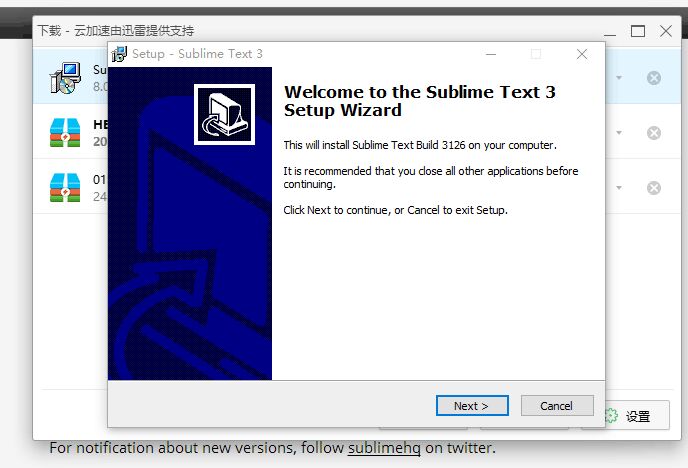 下载 - 云加速由迅雷提供支持
Setup - Sublime Text 3
Su
8.0
Welcome to the Sublime Text 3
Setup Wizard
HE
20
This will install Sublime Text Build 3126 on your computer.
It is recommended that you close all other applications before
continuing.
01
24
Click Next to continue, or Cancel to exit Setup.
Next >
Cancel
设置
For notification about new versions, follow sublimehq on twitter.